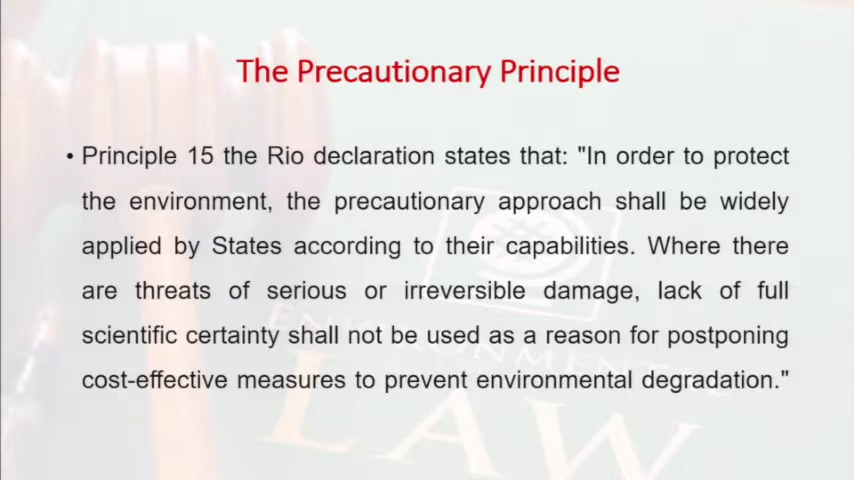 The Precautionary Principle
• Principle 15 the Rio declaration states that: "In order to protect
the environment, the precautionary approach shall be widely
applied by States according to their capabilities. Where there
are threats of serious or irreversible damage, lack of full
scientific certainty shall not be used as a reason for postponing
cost-effective measures to prevent environmental degradation."
ENVIRONMENTAL
LAW